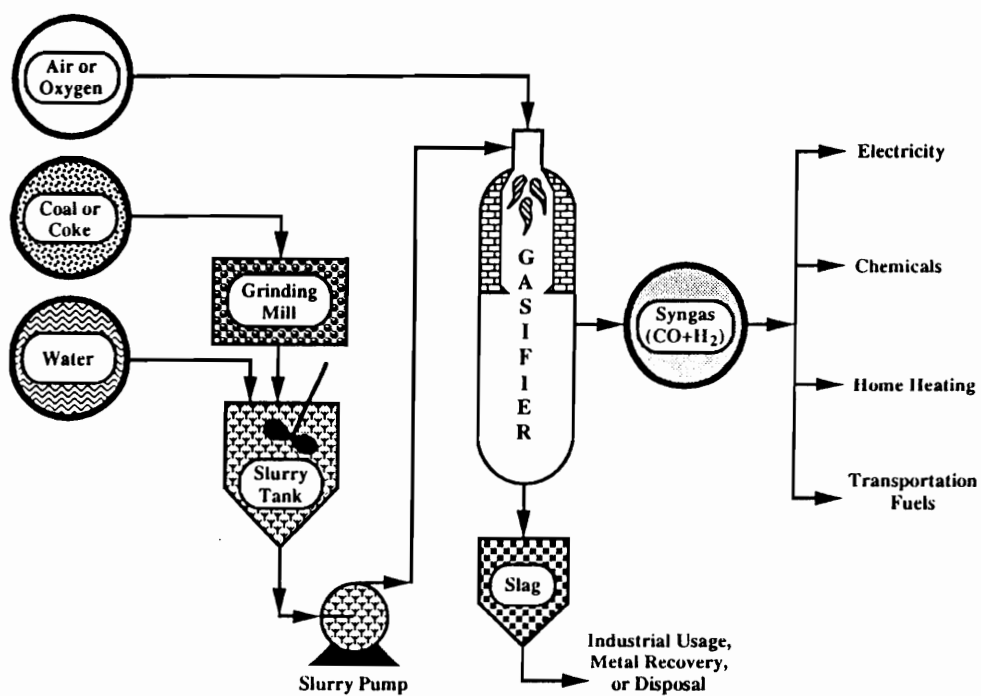 Air or
Oxygen
Coal or
Coke
Water
Grinding
Mill
Slurry
Tank
Slurry Pump
GASIFIER
Slag
Industrial Usage,
Metal Recovery,
or Disposal
Syngas
(CO+H₂)
Electricity
Chemicals
Home Heating
Transportation
Fuels